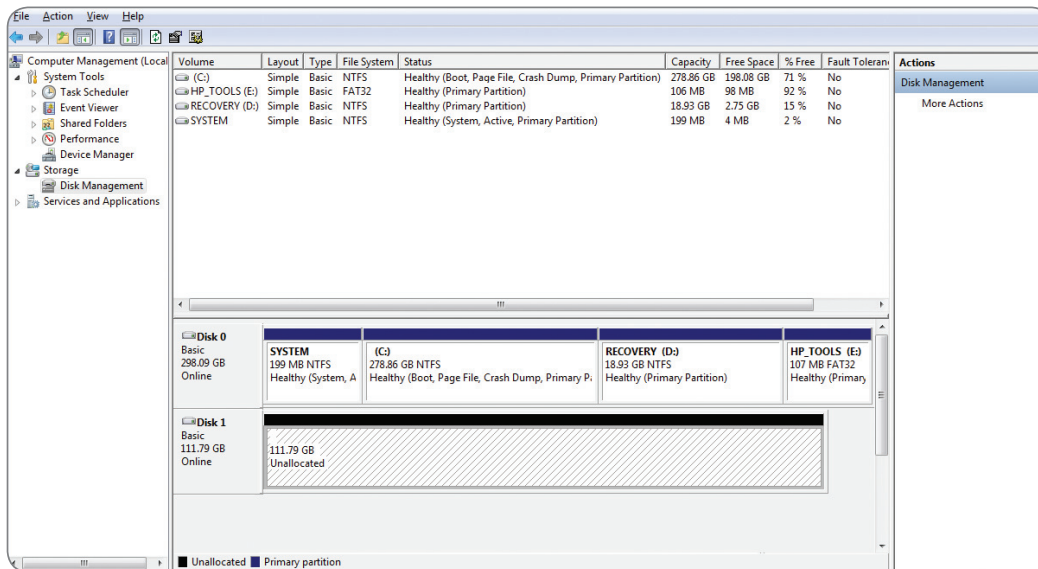 File Action View Help
Computer Management (Local
System Tools
Task Scheduler
Event Viewer
Shared Folders
Performance
Device Manager
Storage
Disk Management
Services and Applications
Volume Layout Type File System Status Capacity Free Space % Free Fault Toleran
(C:) Simple Basic NTFS Healthy (Boot, Page File, Crash Dump, Primary Partition) 278.86 GB 198.08 GB 71 % No
HP_TOOLS (E:) Simple Basic FAT32 Healthy (Primary Partition) 106 MB 98 MB 92 % No
RECOVERY (D:) Simple Basic NTFS Healthy (Primary Partition) 18.93 GB 2.75 GB 15 % No
SYSTEM Simple Basic NTFS Healthy (System, Active, Primary Partition) 199 MB 4 MB 2 % No
Actions
Disk Management
More Actions
Disk 0
Basic
298.09 GB
Online
SYSTEM
199 MB NTFS
Healthy (System, A
(C:)
278.86 GB NTFS
Healthy (Boot, Page File, Crash Dump, Primary Pa
RECOVERY (D:)
18.93 GB NTFS
Healthy (Primary Partition)
HP_TOOLS (E:)
107 MB FAT32
Healthy (Primary
Disk 1
Basic
111.79 GB
Online
111.79 GB
Unallocated
Unallocated Primary partition